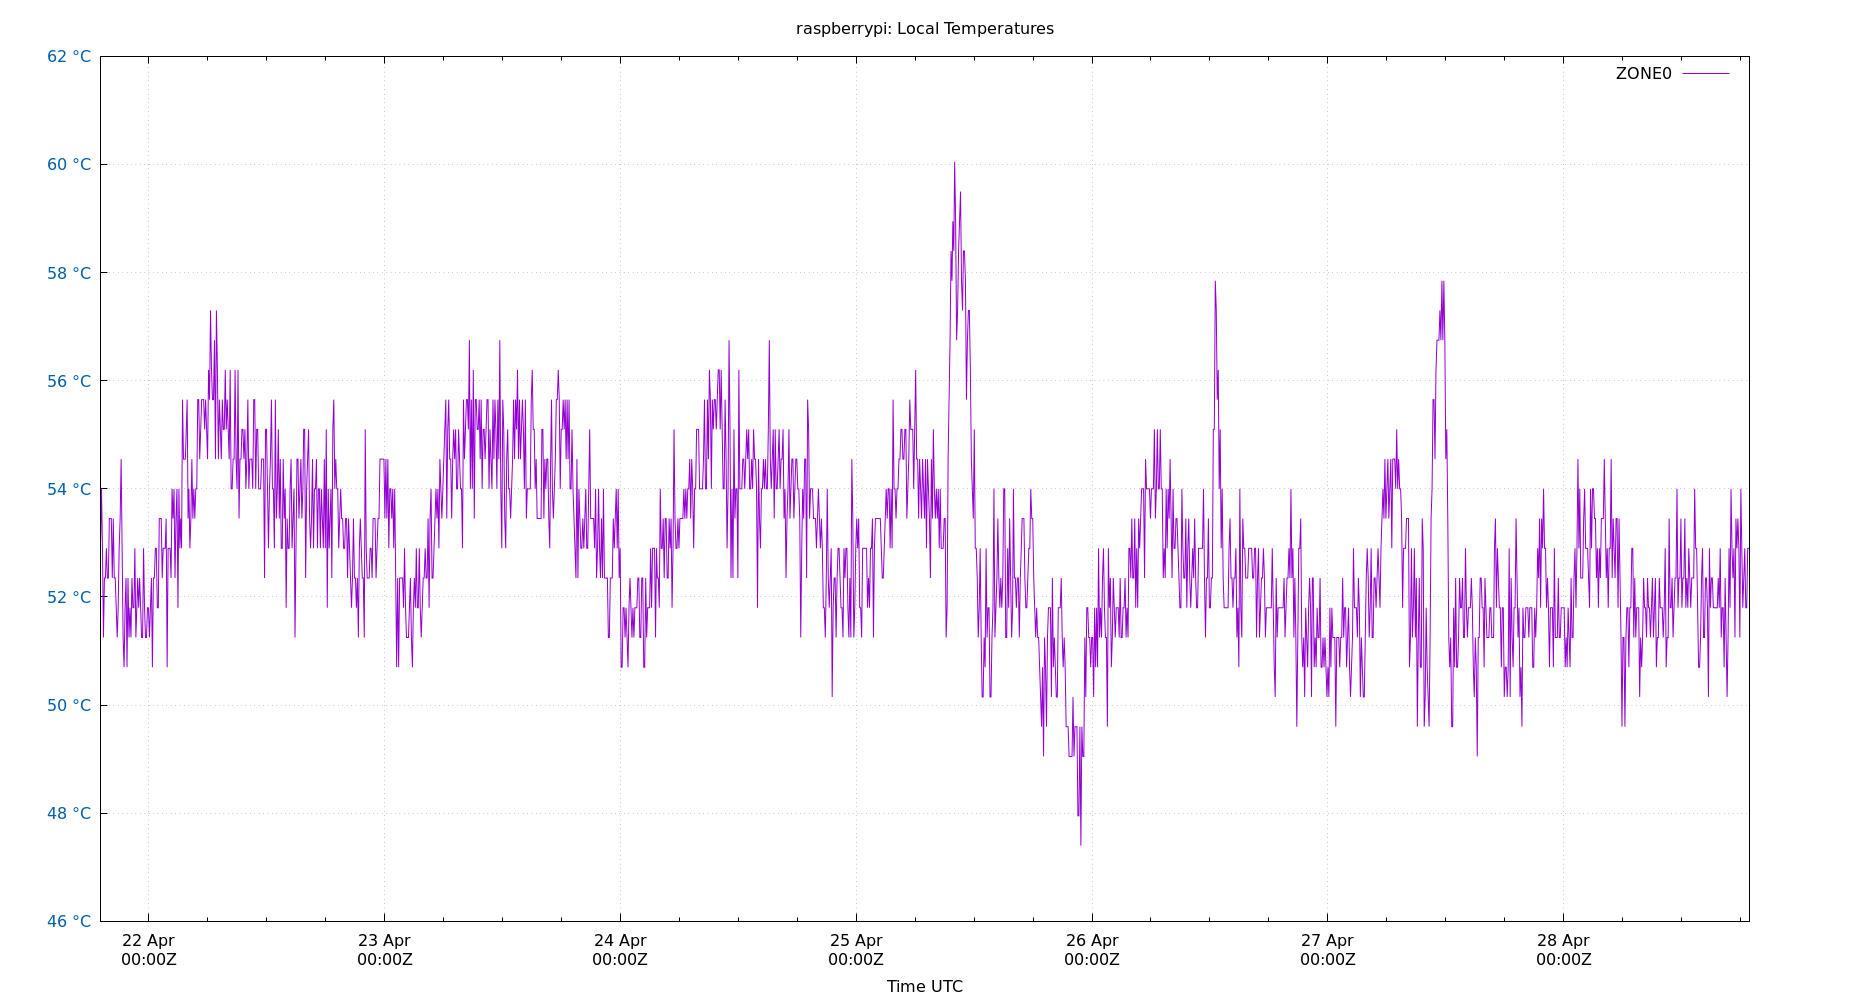 raspberrypi: Local Temperatures
62 °C
ZONE0
60 °C
58 °C
56 °C
54 °C
52 °C
50 °C
48 °C
46 °C
22 Apr 23 Apr 24 Apr 25 Apr 26 Apr 27 Apr 28 Apr
00:00Z 00:00Z 00:00Z 00:00Z 00:00Z 00:00Z 00:00Z
Time UTC